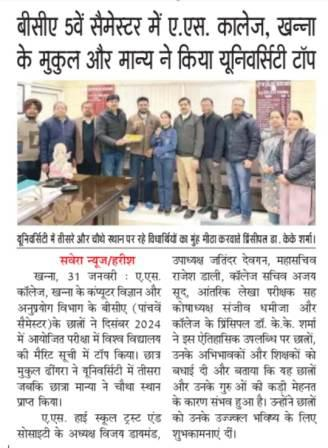 बीसीए 5वें सैमेस्टर में ए.एस. कालेज, खन्ना
के मुकुल और मान्य ने किया यूनिवर्सिटी टॉप
यूनिवर्सिटी में तीसरे और चौथे स्थान पर रहे विद्यार्थियों का मुंह मीठा करवाते प्रिंसीपल डा. केके शर्मा।
सवेरा न्यूज/हरीश
खन्ना, 31 जनवरी : ए.एस.
कॉलेज, खन्ना के कंप्यूटर विज्ञान और
अनुप्रयोग विभाग के बीसीए (पांचवें
सैमेस्टर)के छात्रों ने दिसंबर 2024
में आयोजित परीक्षा में विश्व विद्यालय
की मैरिट सूची में टॉप किया। छात्र
मुकुल ढींगरा ने यूनिवर्सिटी में तीसरा
जबकि छात्रा मान्या ने चौथा स्थान
प्राप्त किया।
ए.एस. हाई स्कूल ट्रस्ट एंड
सोसाइटी के अध्यक्ष विजय डायमंड,
उपाध्यक्ष जतिंदर देवगन, महासचिव
राजेश डाली, कॉलेज सचिव अजय
सूद, आंतरिक लेखा परीक्षक सह
कोषाध्यक्ष संजीव धमीजा और
कॉलेज के प्रिंसिपल डॉ. के.के. शर्मा
ने इस ऐतिहासिक उपलब्धि पर छात्रों,
उनके अभिभावकों और शिक्षकों को
बधाई दी और बताया कि यह छात्रों
और उनके गुरुओं की कड़ी मेहनत
के कारण संभव हुआ है। उन्होंने छात्रों
को उनके उज्ज्वल भविष्य के लिए
शुभकामनाएं दीं।